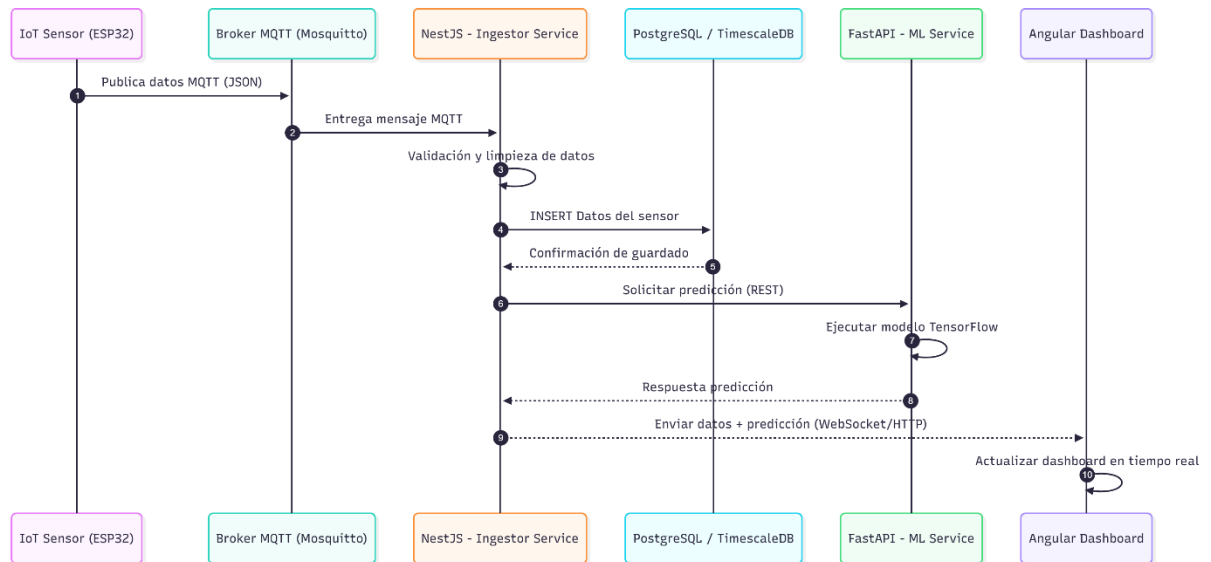 IoT Sensor (ESP32)
Broker MQTT (Mosquitto)
NestJS - Ingestor Service
PostgreSQL / TimescaleDB
FastAPI - ML Service
Angular Dashboard
Publica datos MQTT (JSON)
1
Entrega mensaje MQTT
2
Validación y limpieza de datos
3
INSERT Datos del sensor
4
Confirmación de guardado
5
Solicitar predicción (REST)
6
Ejecutar modelo TensorFlow
7
Respuesta predicción
8
Enviar datos + predicción (WebSocket/HTTP)
9
Actualizar dashboard en tiempo real
10
IoT Sensor (ESP32)
Broker MQTT (Mosquitto)
NestJS - Ingestor Service
PostgreSQL / TimescaleDB
FastAPI - ML Service
Angular Dashboard